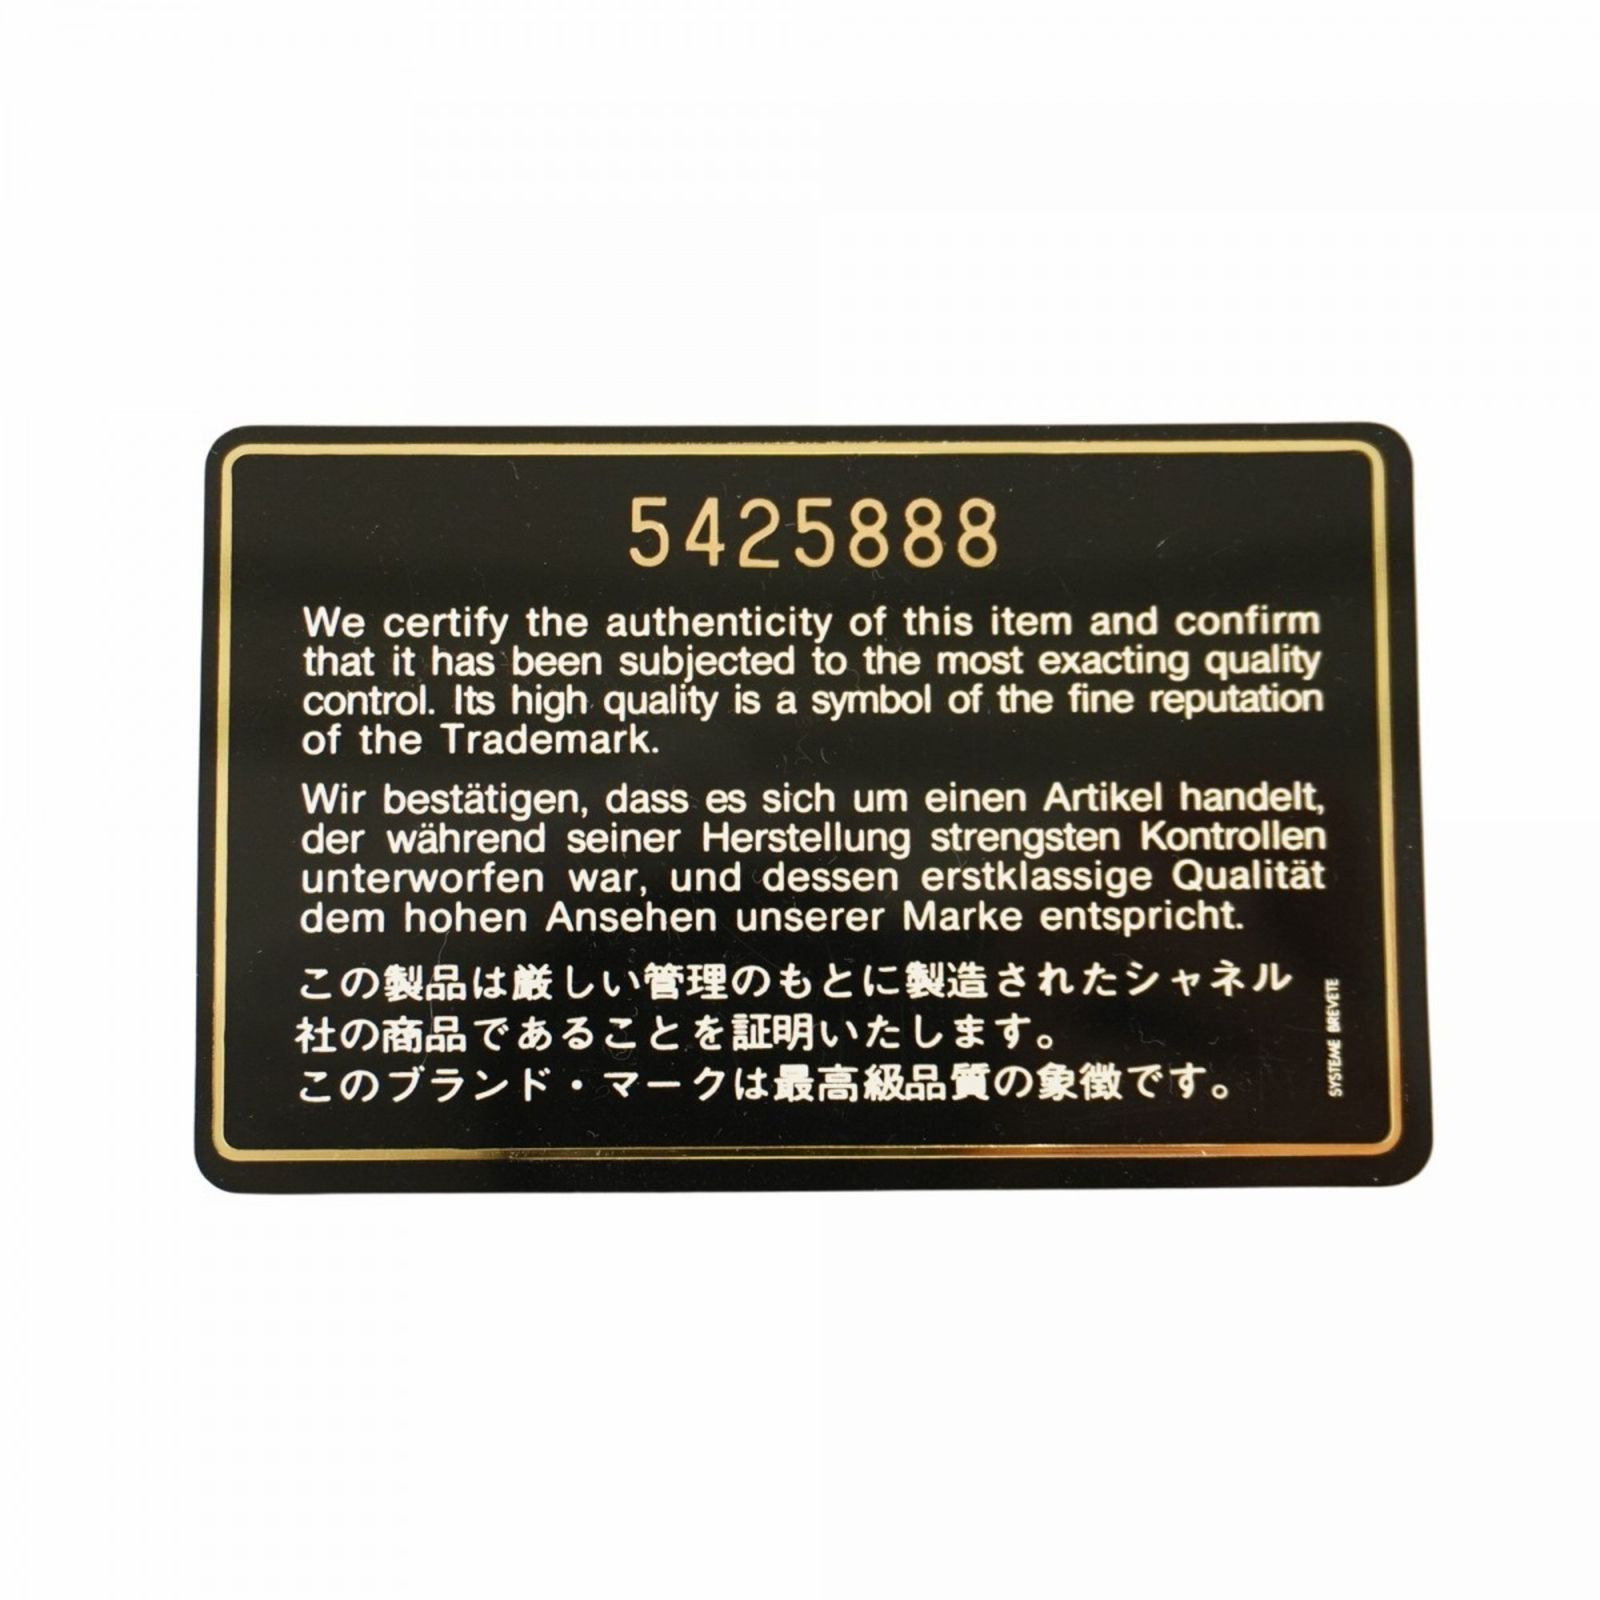 5425888
We certify the authenticity of this item and confirm
that it has been subjected to the most exacting quality
control. Its high quality is a symbol of the fine reputation
of the Trademark.
Wir bestätigen, dass es sich um einen Artikel handelt,
der während seiner Herstellung strengsten Kontrollen
unterworfen war, und dessen erstklassige Qualität
dem hohen Ansehen unserer Marke entspricht.
この製品は厳しい管理のもとに製造されたシャネル
社の商品であることを証明いたします。
このブランド・マークは最高級品質の象徴です。
SYSTEME BREVETE